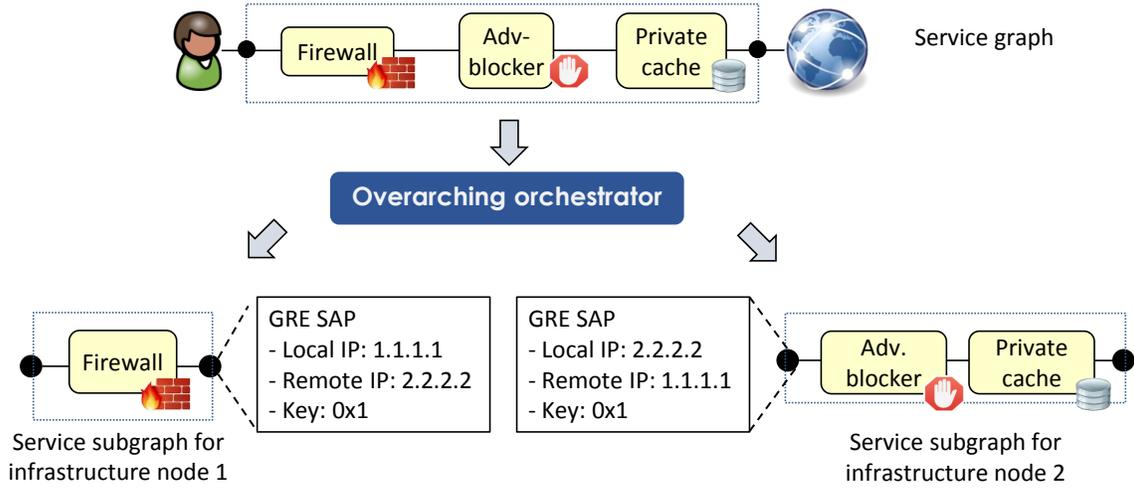 Firewall
Adv-
blocker
Private
cache
Service graph
Overarching orchestrator
Firewall
GRE SAP
- Local IP: 1.1.1.1
- Remote IP: 2.2.2.2
- Key: 0x1
GRE SAP
- Local IP: 2.2.2.2
- Remote IP: 1.1.1.1
- Key: 0x1
Adv.
blocker
Private
cache
Service subgraph for
infrastructure node 1
Service subgraph for
infrastructure node 2